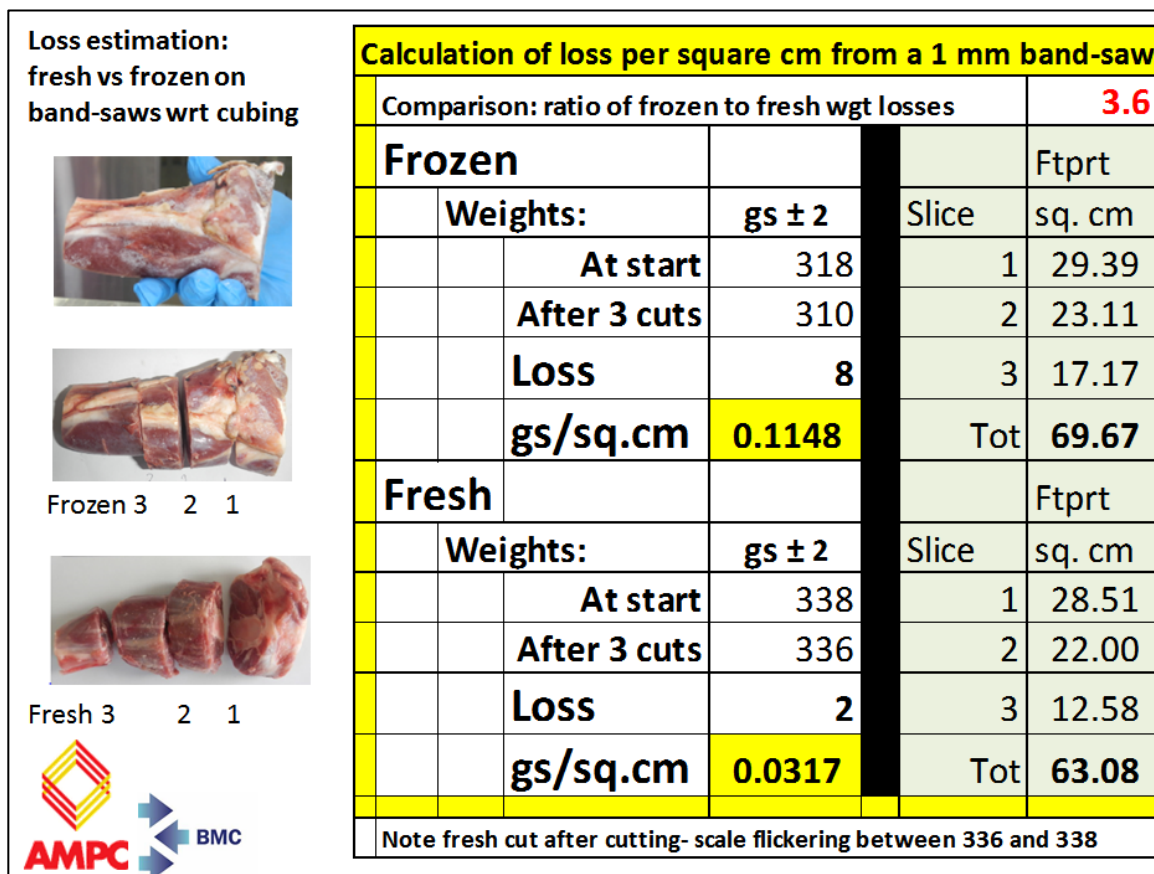 Loss estimation:
fresh vs frozen on
band-saws wrt cubing
Frozen 3 2 1
Fresh 3 2 1
AMPC
BMC
Calculation of loss per square cm from a 1 mm band-saw
Comparison: ratio of frozen to fresh wgt losses 3.6
Frozen Ftprt
Weights: gs ± 2 Slice sq. cm
At start 318 1 29.39
After 3 cuts 310 2 23.11
Loss 8 3 17.17
gs/sq.cm 0.1148 Tot 69.67
Fresh Ftprt
Weights: gs ± 2 Slice sq. cm
At start 338 1 28.51
After 3 cuts 336 2 22.00
Loss 2 3 12.58
gs/sq.cm 0.0317 Tot 63.08
Note fresh cut after cutting- scale flickering between 336 and 338